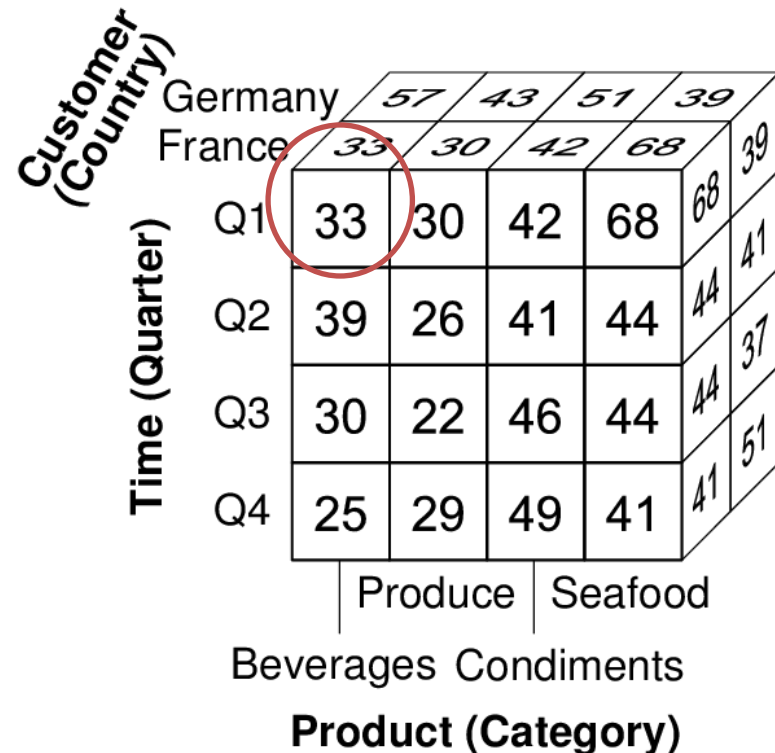 Customer
(Country)
Germany 57 43 51 39
France 33 30 42 68
Time (Quarter)
Q1 33 30 42 68 68 39
Q2 39 26 41 44 44 41
Q3 30 22 46 44 44 37
Q4 25 29 49 41 41 51
Produce Seafood
Beverages Condiments
Product (Category)